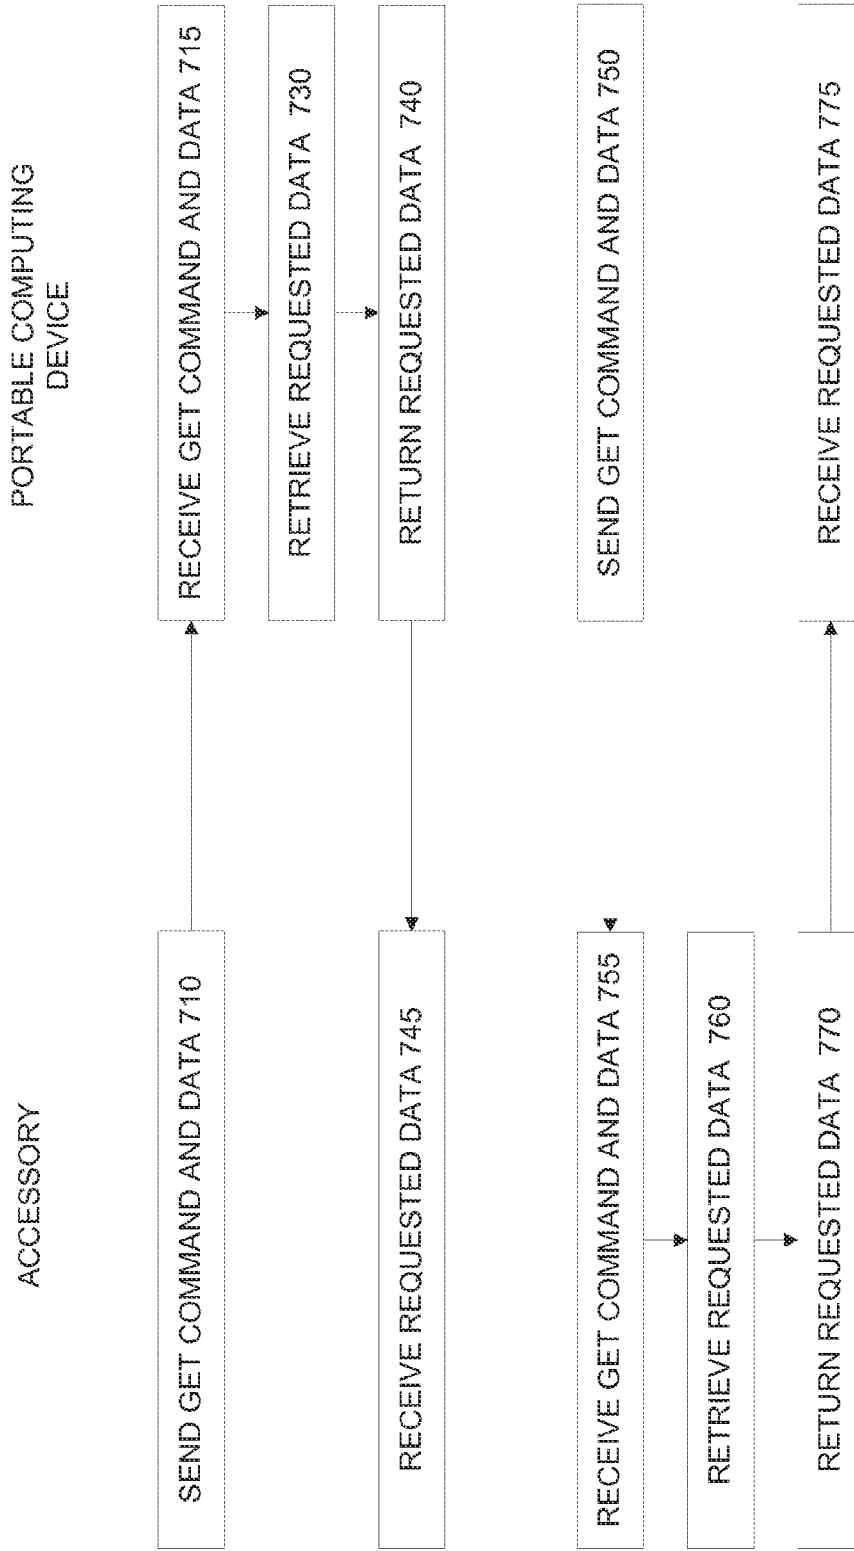 ACCESSORY
PORTABLE COMPUTING
DEVICE
SEND GET COMMAND AND DATA 710
RECEIVE GET COMMAND AND DATA 715
RETRIEVE REQUESTED DATA 730
RETURN REQUESTED DATA 740
RECEIVE REQUESTED DATA 745
SEND GET COMMAND AND DATA 750
RECEIVE GET COMMAND AND DATA 755
RETRIEVE REQUESTED DATA 760
RETURN REQUESTED DATA 770
RECEIVE REQUESTED DATA 775